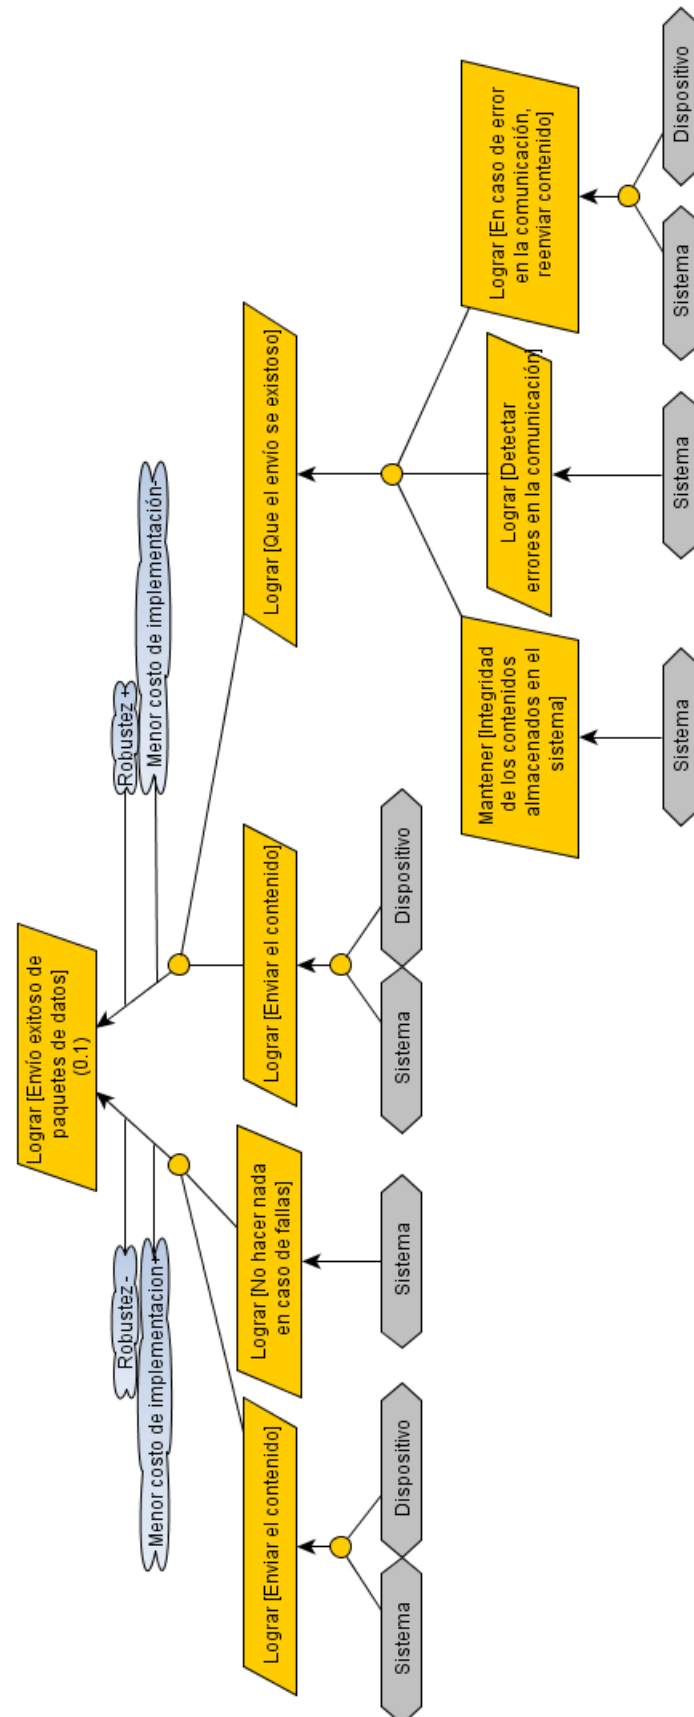 Lograr [Envío exitoso de
paquetes de datos]
(0.1)
Robustez -
Menor costo de implementacion+
Robustez +
Menor costo de implementación-
Lograr [Enviar el contenido]
Lograr [No hacer nada
en caso de fallas]
Lograr [Enviar el contenido]
Lograr [Que el envío se existoso]
Sistema
Dispositivo
Sistema
Sistema
Dispositivo
Mantener [Integridad
de los contenidos
almacenados en el
sistema]
Lograr [Detectar
errores en la comunicación]
Lograr [En caso de error
en la comunicación,
reenviar contenido]
Sistema
Sistema
Sistema
Dispositivo